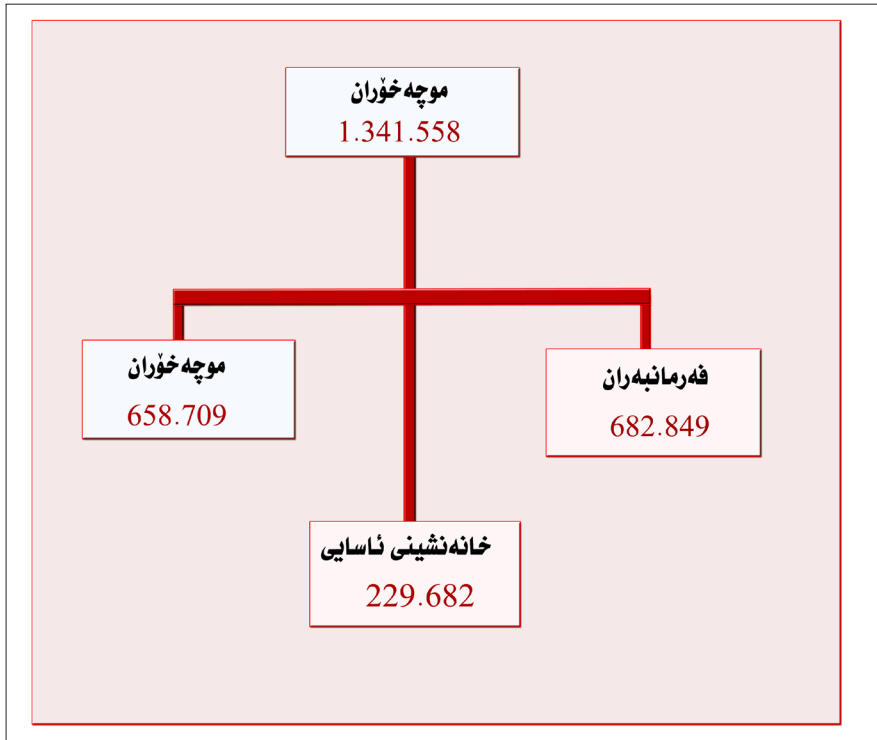 موچەخۆران
1.341.558
فەرمانبەران
682.849
موچەخۆران
658.709
خانەنشینی ئاسایی
229.682